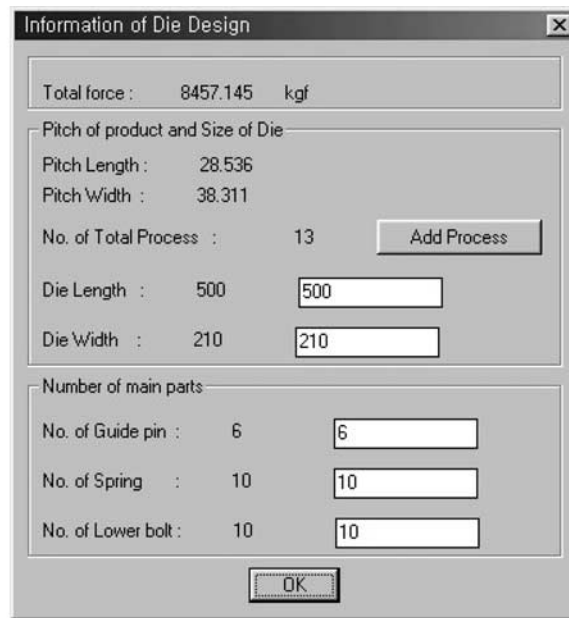 Information of Die Design
Total force : 8457.145 kgf
Pitch of product and Size of Die
Pitch Length : 28.536
Pitch Width : 38.311
No. of Total Process : 13 Add Process
Die Length : 500 500
Die Width : 210 210
Number of main parts
No. of Guide pin : 6 6
No. of Spring : 10 10
No. of Lower bolt : 10 10
OK